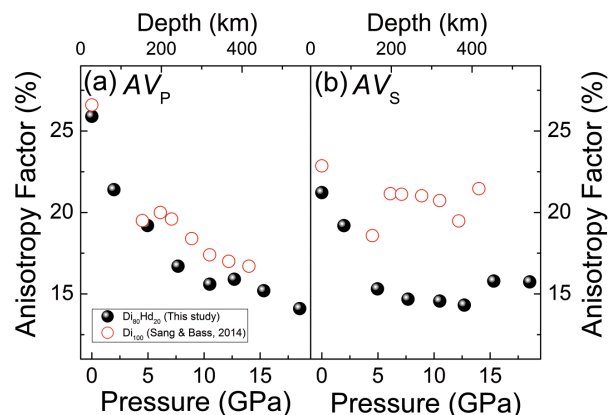 Depth (km)
Depth (km)
0 200 400
0 200 400
(a) AVP
(b) AVS
Anisotropy Factor (%)
Anisotropy Factor (%)
25
20
15
25
20
15
Di80Hd20 (This study)
Di100 (Sang & Bass, 2014)
0 5 10 15
0 5 10 15
Pressure (GPa)
Pressure (GPa)